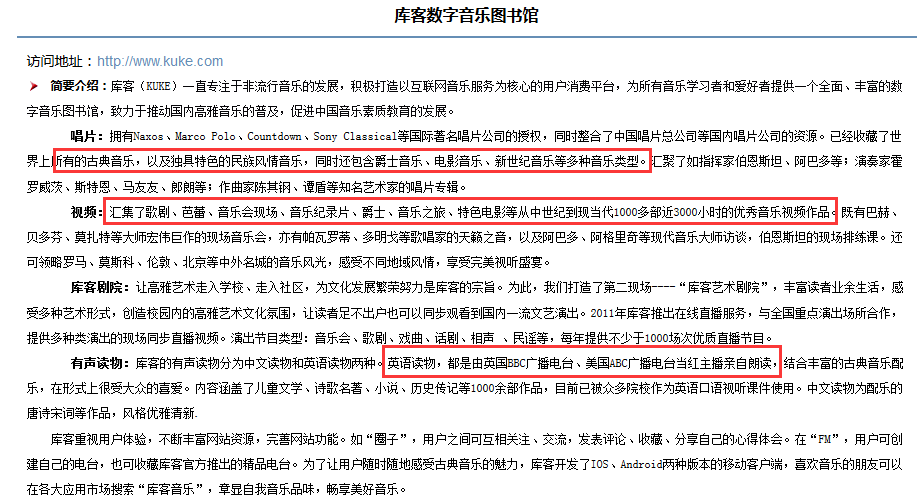 库客数字音乐图书馆
访问地址：http://www.kuke.com
简要介绍：库客（KUKE）一直专注于非流行音乐的发展，积极打造以互联网音乐服务为核心的用户消费平台，为所有音乐学习者和爱好者提供一个全面、丰富的数
字音乐图书馆，致力于推动国内高雅音乐的普及，促进中国音乐素质教育的发展。
唱片：拥有Naxos、Marco Polo、Countdown、Sony Classical等国际著名唱片公司的授权，同时整合了中国唱片总公司等国内唱片公司的资源。已经收藏了世
界上所有的古典音乐，以及独具特色的民族风情音乐，同时还包含爵士音乐、电影音乐、新世纪音乐等多种音乐类型。汇聚了如指挥家伯恩斯坦、阿巴多等；演奏家霍
罗威茨、斯特恩、马友友、郎朗等；作曲家陈其钢、谭盾等知名艺术家的唱片专辑。
视频：汇集了歌剧、芭蕾、音乐会现场、音乐纪录片、爵士、音乐之旅、特色电影等从中世纪到现当代1000多部近3000小时的优秀音乐视频作品。既有巴赫、
贝多芬、莫扎特等大师宏伟巨作的现场音乐会，亦有帕瓦罗蒂、多明戈等歌唱家的天籁之音，以及阿巴多、阿格里奇等现代音乐大师访谈，伯恩斯坦的现场排练课。还
可领略罗马、莫斯科、伦敦、北京等中外名城的音乐风光，感受不同地域风情，享受完美视听盛宴。
库客剧院：让高雅艺术走入学校、走入社区，为文化发展繁荣努力是库客的宗旨。为此，我们打造了第二现场----“库客艺术剧院”，丰富读者业余生活，感
受多种艺术形式，创造校园内的高雅艺术文化氛围，让读者足不出户也可以同步观看到国内一流文艺演出。2011年库客推出在线直播服务，与全国重点演出场所合作，
提供多种类演出的现场同步直播视频。演出节目类型：音乐会、歌剧、戏曲、话剧、相声 、民谣等，每年提供不少于1000场次优质直播节目。
有声读物：库客的有声读物分为中文读物和英语读物两种。英语读物，都是由英国BBC广播电台、美国ABC广播电台当红主播亲自朗读，结合丰富的古典音乐配
乐，在形式上很受大众的喜爱。内容涵盖了儿童文学、诗歌名著、小说、历史传记等1000余部作品，目前已被众多院校作为英语口语视听课件使用。中文读物为配乐的
唐诗宋词等作品，风格优雅清新.
库客重视用户体验，不断丰富网站资源，完善网站功能。如“圈子”，用户之间可互相关注、交流，发表评论、收藏、分享自己的心得体会。在“FM”，用户可创
建自己的电台，也可收藏库客官方推出的精品电台。为了让用户随时随地感受古典音乐的魅力，库客开发了IOS、Android两种版本的移动客户端，喜欢音乐的朋友可以
在各大应用市场搜索“库客音乐”，章显自我音乐品味，畅享美好音乐。